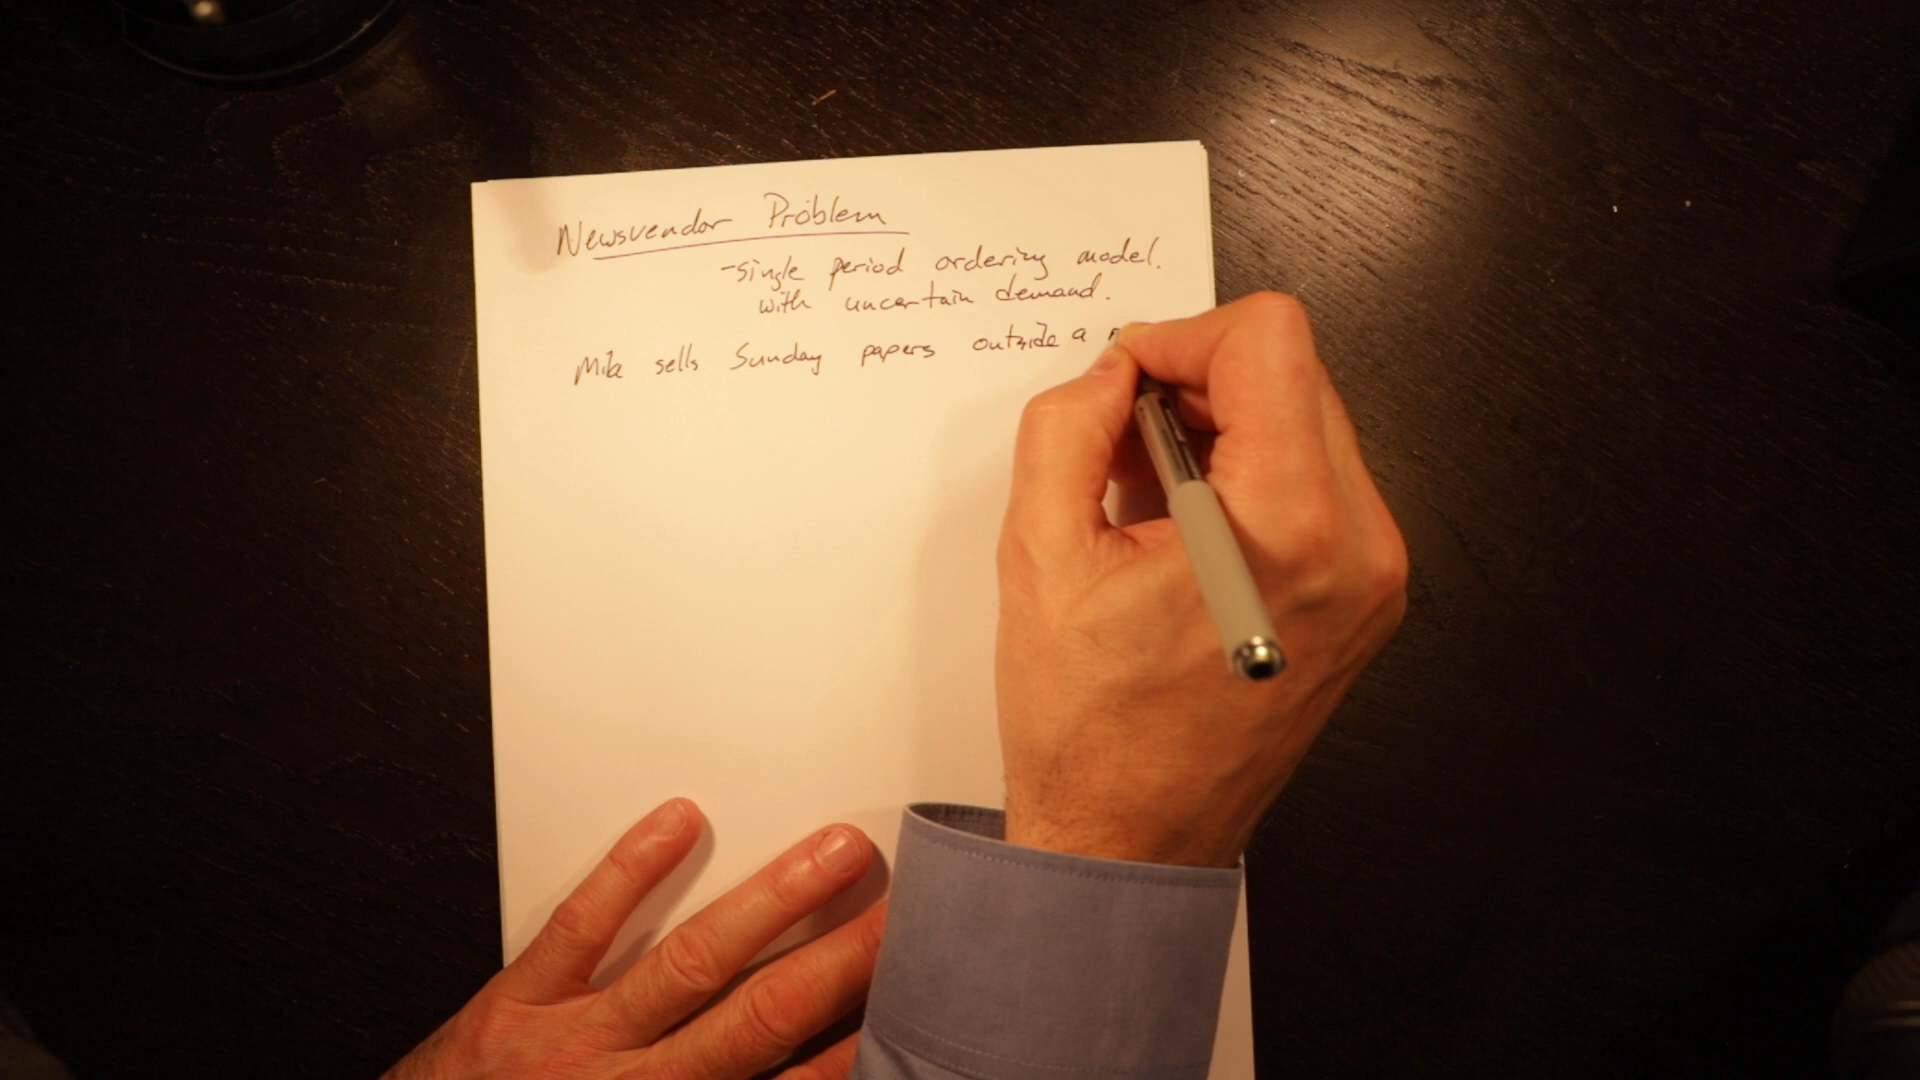 Newsvendor Problem
-single period ordering model.
with uncertain demand.
Mike sells Sunday papers outside a